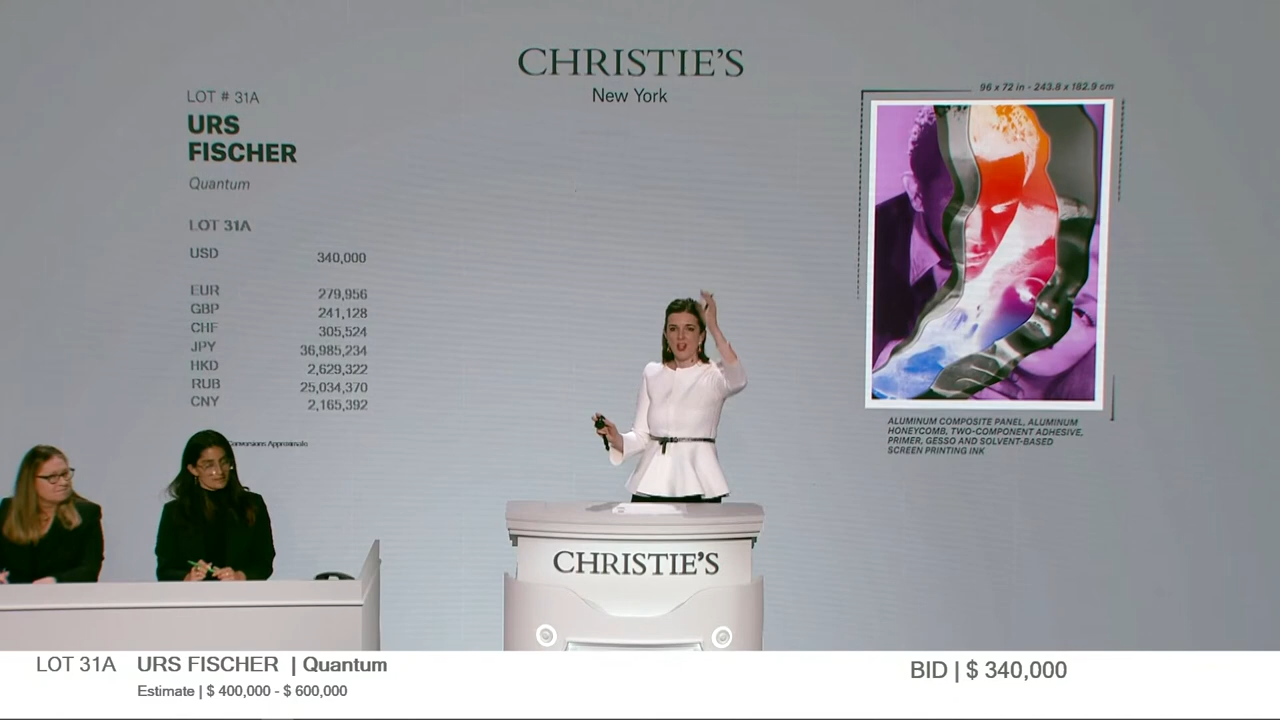 CHRISTIE'S
New York
LOT # 31A
URS
FISCHER
Quantum
LOT 31A
USD 340,000
EUR 279,956
GBP 241,128
CHF 305,524
JPY 36,985,234
HKD 2,629,322
RUB 25,034,370
CNY 2,165,392
Conversions Approximate
96 x 72 in - 243.8 x 182.9 cm
ALUMINUM COMPOSITE PANEL, ALUMINUM
HONEYCOMB, TWO-COMPONENT ADHESIVE,
PRIMER, GESSO AND SOLVENT-BASED
SCREEN PRINTING INK
CHRISTIE'S
LOT 31A URS FISCHER | Quantum
Estimate | $ 400,000 - $ 600,000
BID | $ 340,000